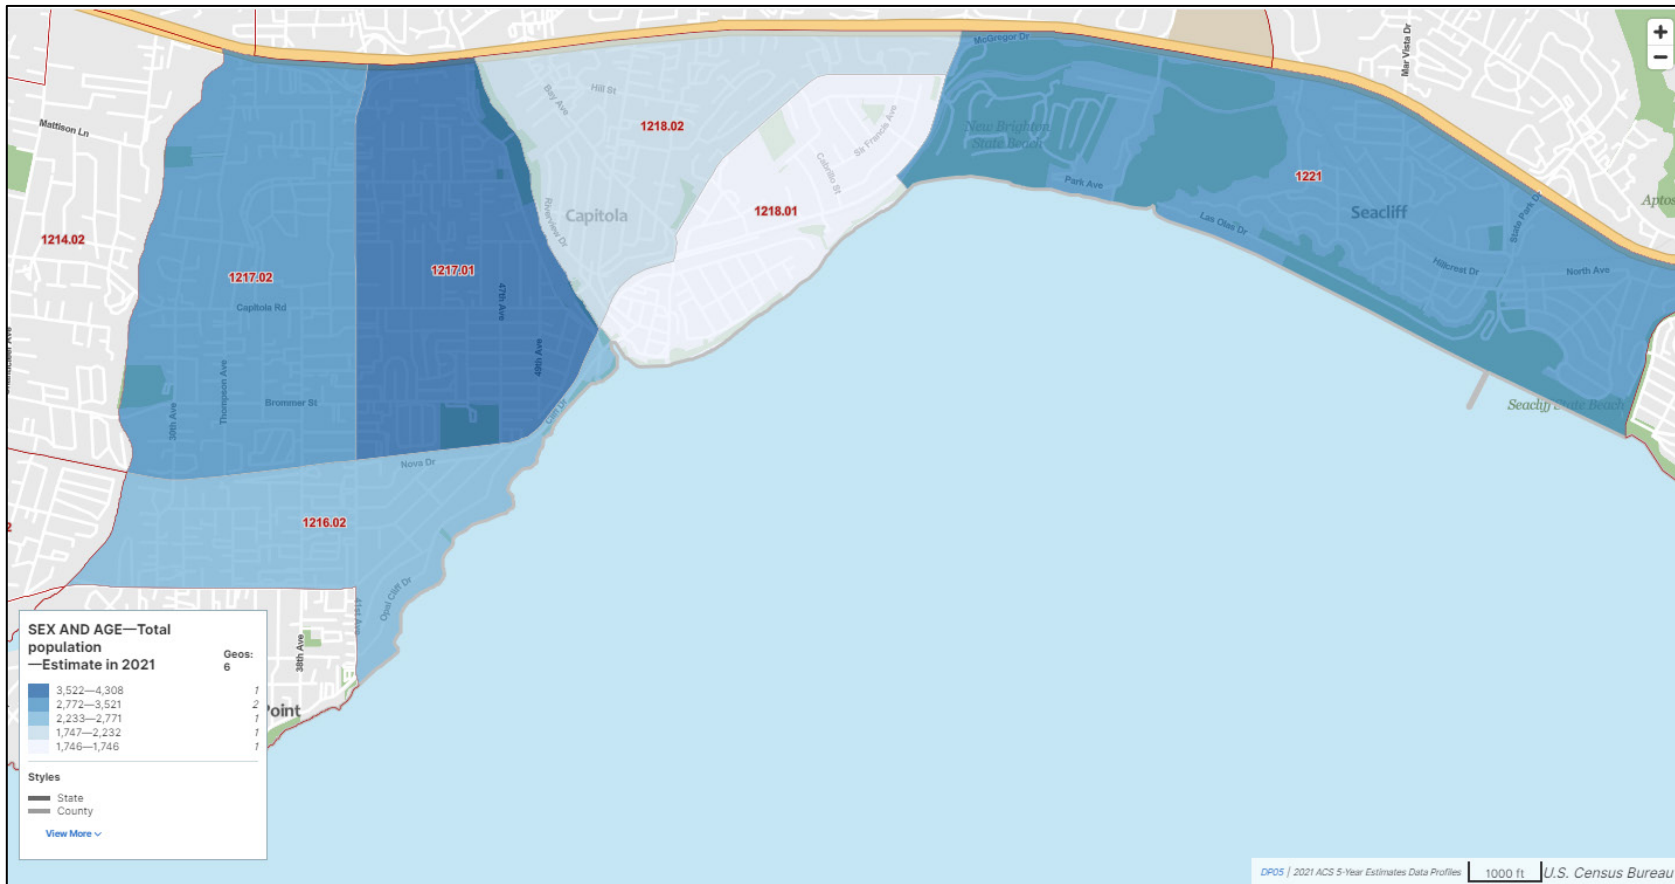 McGregor Dr
Mar Vista Dr
+
−
Mattison Ln
Bay Ave
Hill St
1218.02
Sir Francis Ave
Cabrillo St
New Brighton
State Beach
Park Ave
1221
Aptos
1214.02
Riverview Dr
Capitola
1218.01
Las Olas Dr
Seacliff
State Park Dr
1217.02
1217.01
47th Ave
Hillcrest Dr
North Ave
Capitola Rd
49th Ave
Thompson Ave
30th Ave
Brommer St
Cliff Dr
Seacliff State Beach
Nova Dr
2
1216.02
Opal Cliff Dr
41st Ave
38th Ave
Point
SEX AND AGE—Total
population
—Estimate in 2021
Geos:
6
3,522—4,308 1
2,772—3,521 2
2,233—2,771 1
1,747—2,232 1
1,746—1,746 1
Styles
State
County
View More
DP05 | 2021 ACS 5-Year Estimates Data Profiles
1000 ft
U.S. Census Bureau